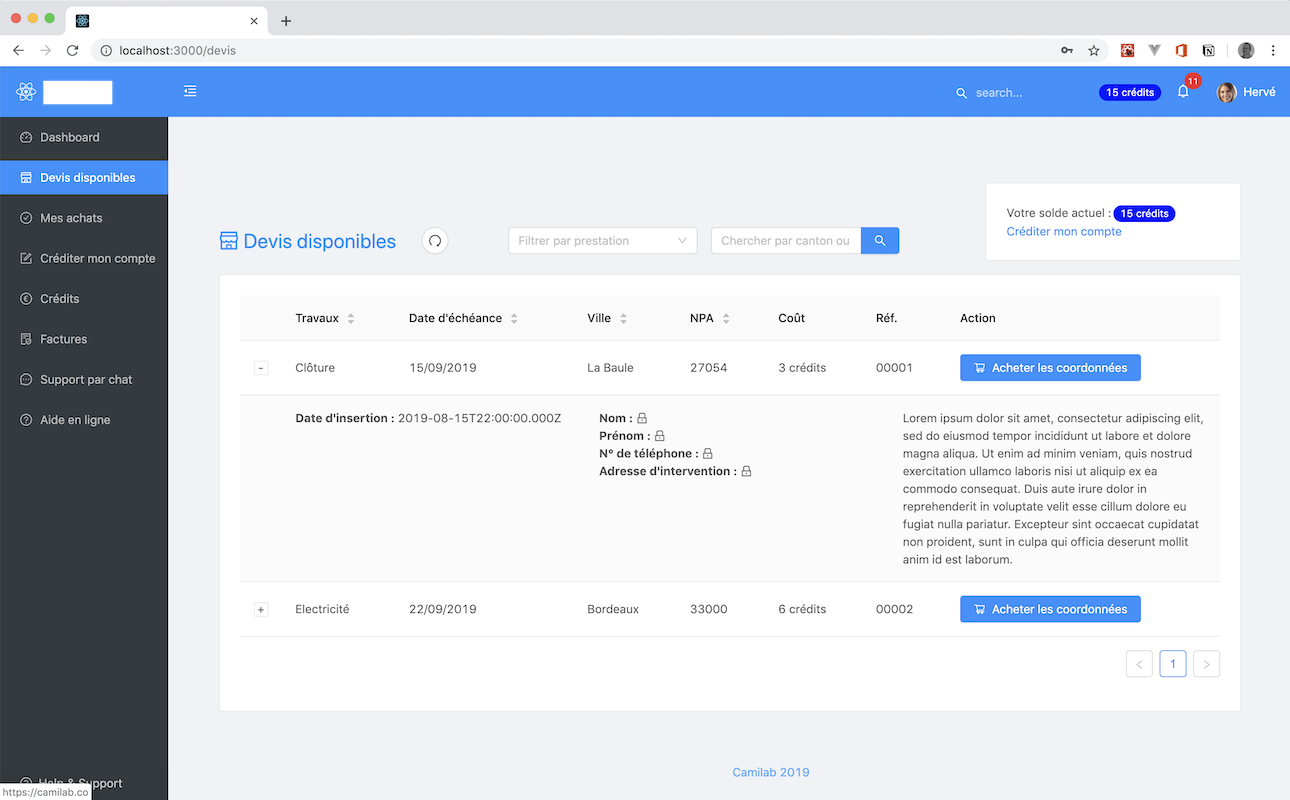 localhost:3000/devis
search...
15 crédits
11
Hervé
Dashboard
Devis disponibles
Mes achats
Créditer mon compte
Crédits
Factures
Support par chat
Aide en ligne
Help & Support
https://camilab.co
Votre solde actuel : 15 crédits
Créditer mon compte
Devis disponibles
Filtrer par prestation
Chercher par canton ou
Travaux Date d'échéance Ville NPA Coût Réf. Action
- Clôture 15/09/2019 La Baule 27054 3 crédits 00001 Acheter les coordonnées
Date d'insertion : 2019-08-15T22:00:00.000Z
Nom :
Prénom :
N° de téléphone :
Adresse d'intervention :
Lorem ipsum dolor sit amet, consectetur adipiscing elit,
sed do eiusmod tempor incididunt ut labore et dolore
magna aliqua. Ut enim ad minim veniam, quis nostrud
exercitation ullamco laboris nisi ut aliquip ex ea
commodo consequat. Duis aute irure dolor in
reprehenderit in voluptate velit esse cillum dolore eu
fugiat nulla pariatur. Excepteur sint occaecat cupidatat
non proident, sunt in culpa qui officia deserunt mollit
anim id est laborum.
+ Electricité 22/09/2019 Bordeaux 33000 6 crédits 00002 Acheter les coordonnées
< 1 >
Camilab 2019